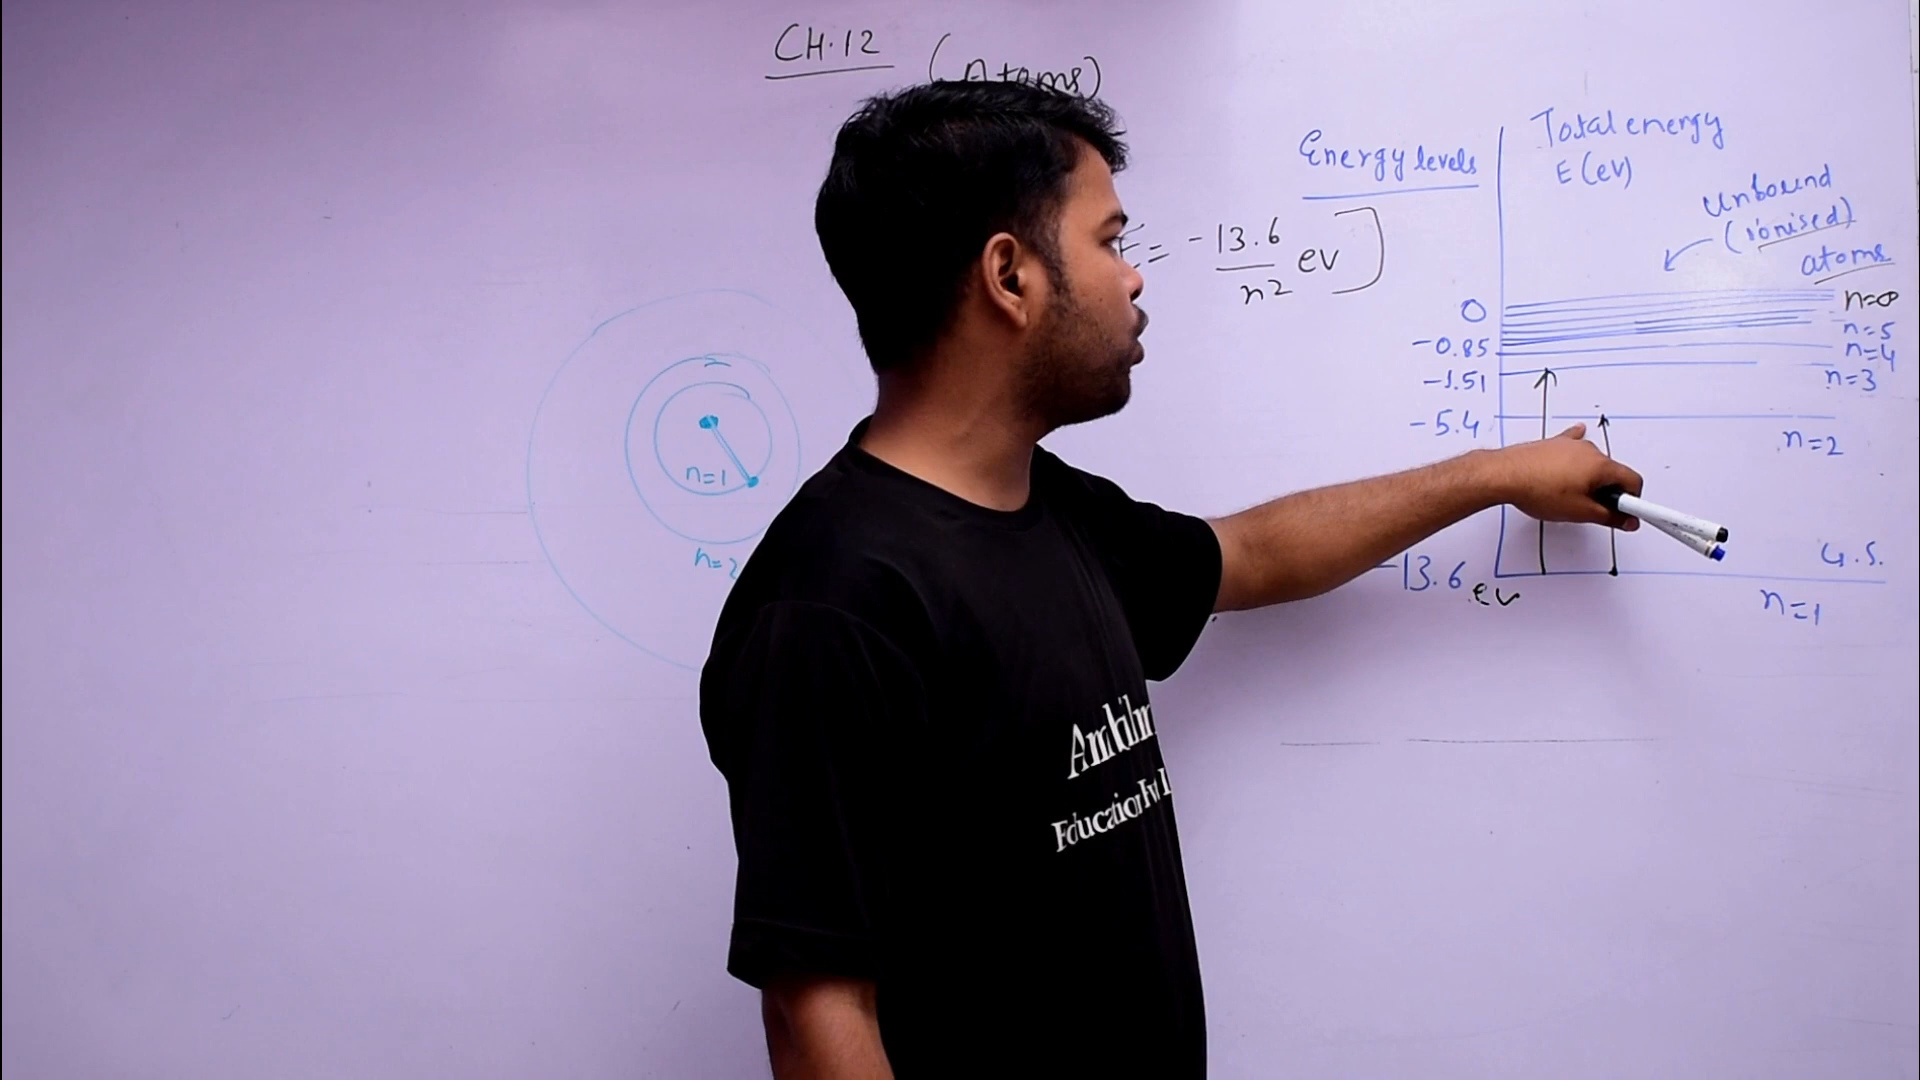 CH.12 (Atoms)
Energy levels
Total energy
E (ev)
unbound
(ionised)
atoms
E = -13.6 / n2 ev
0
-0.85
-1.51
-5.4
-13.6 ev
n=∞
n=5
n=4
n=3
n=2
G.S.
n=1
n=1
n=2
Education